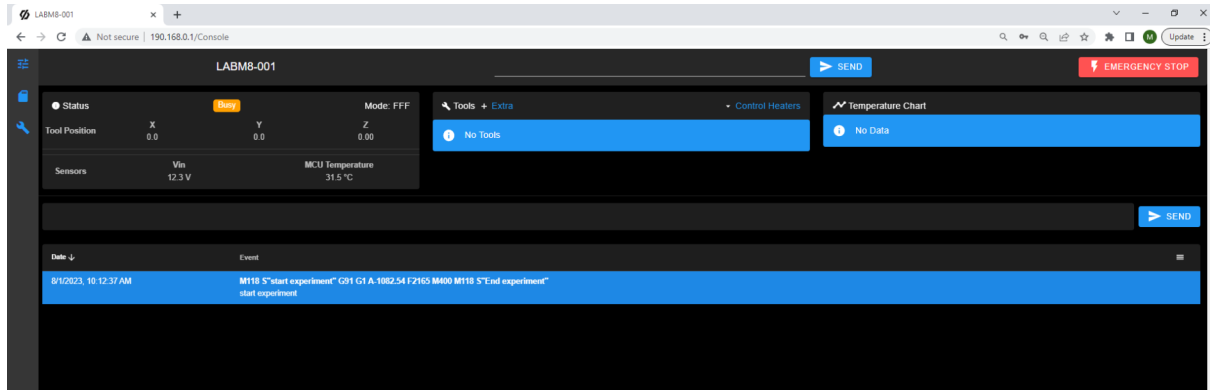 LABM8-001
Not secure | 190.168.0.1/Console
M
Update
LABM8-001
SEND
EMERGENCY STOP
Status
Busy
Mode: FFF
Tool Position
X
Y
Z
0.0
0.0
0.00
Sensors
Vin
MCU Temperature
12.3 V
31.5 °C
Tools + Extra
Control Heaters
No Tools
Temperature Chart
No Data
SEND
Date
Event
8/1/2023, 10:12:37 AM
M118 S"start experiment" G91 G1 A-1082.54 F2165 M400 M118 S"End experiment"
start experiment